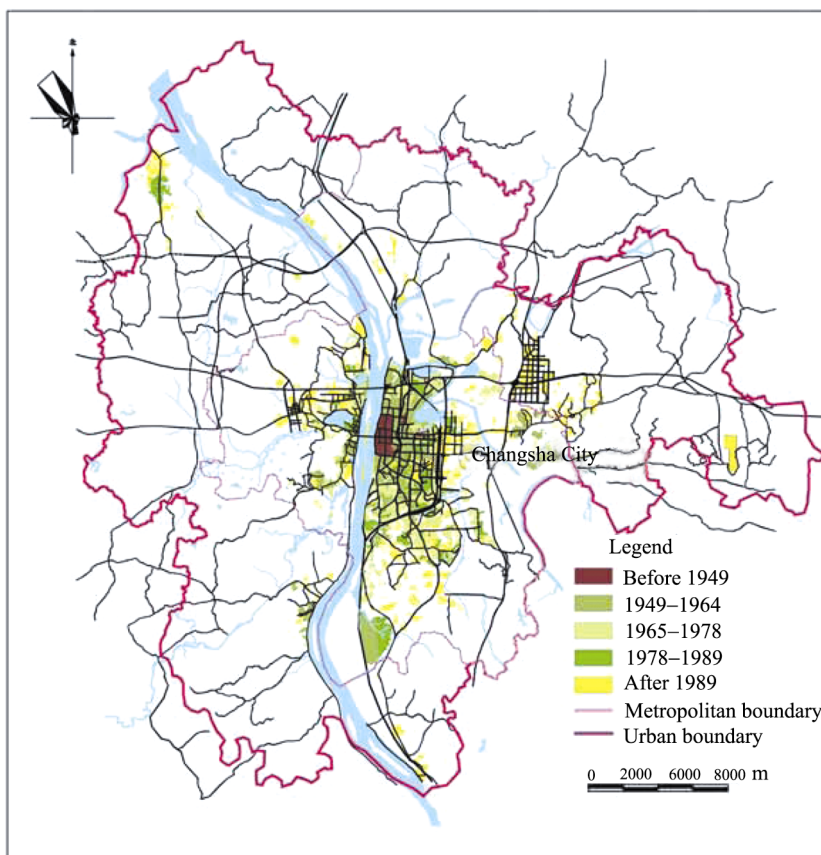 Changsha City
Legend
Before 1949
1949–1964
1965–1978
1978–1989
After 1989
Metropolitan boundary
Urban boundary
0 2000 6000 8000 m